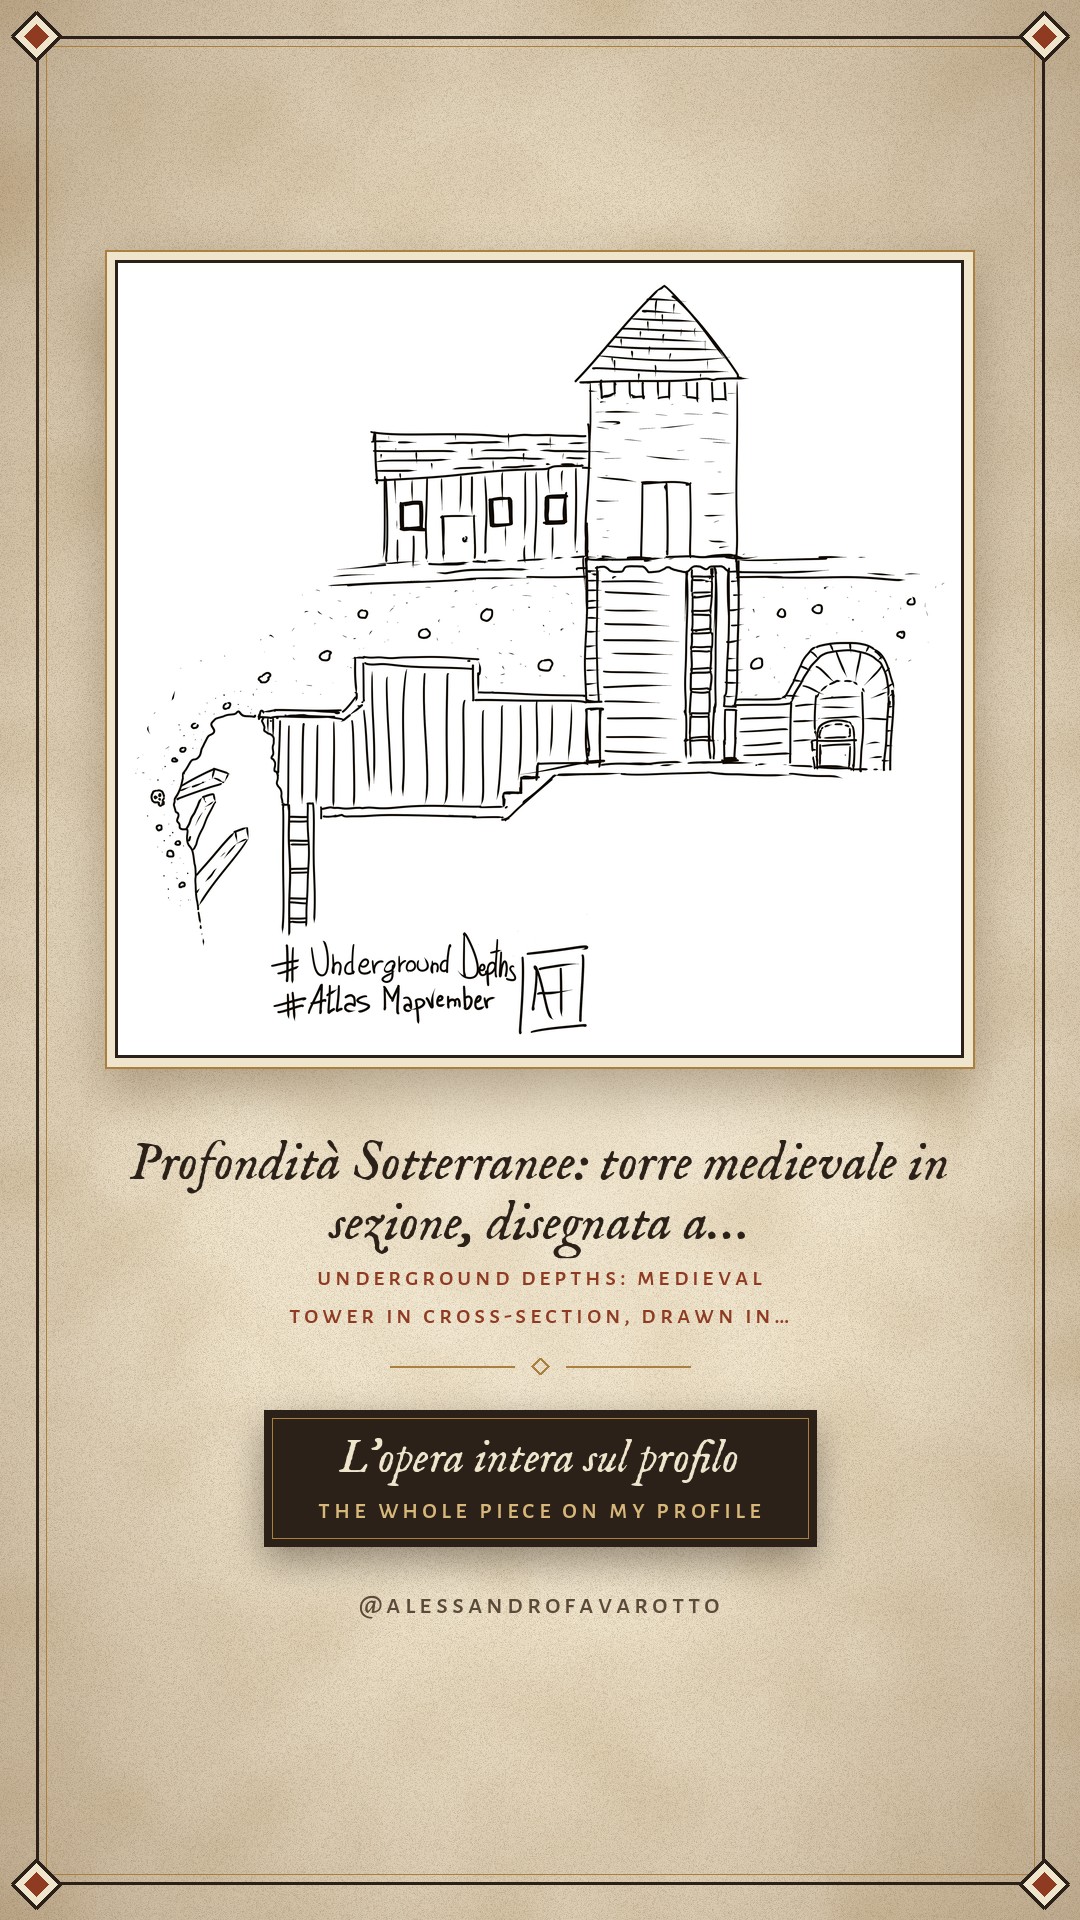 # Underground Depths
#Atlas Mapvember
AF
Profondità Sotterranee: torre medievale in
sezione, disegnata a...
UNDERGROUND DEPTHS: MEDIEVAL
TOWER IN CROSS-SECTION, DRAWN IN...
L'opera intera sul profilo
THE WHOLE PIECE ON MY PROFILE
@ALESSANDROFAVAROTTO